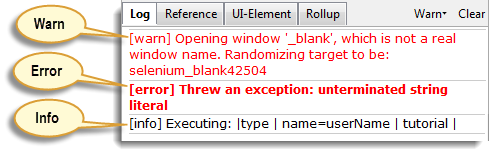 Log Reference UI-Element Rollup Warn Clear
Warn
[warn] Opening window '_blank', which is not a real
window name. Randomizing target to be:
selenium_blank42504
Error
[error] Threw an exception: unterminated string
literal
Info
[info] Executing: |type | name=userName | tutorial |